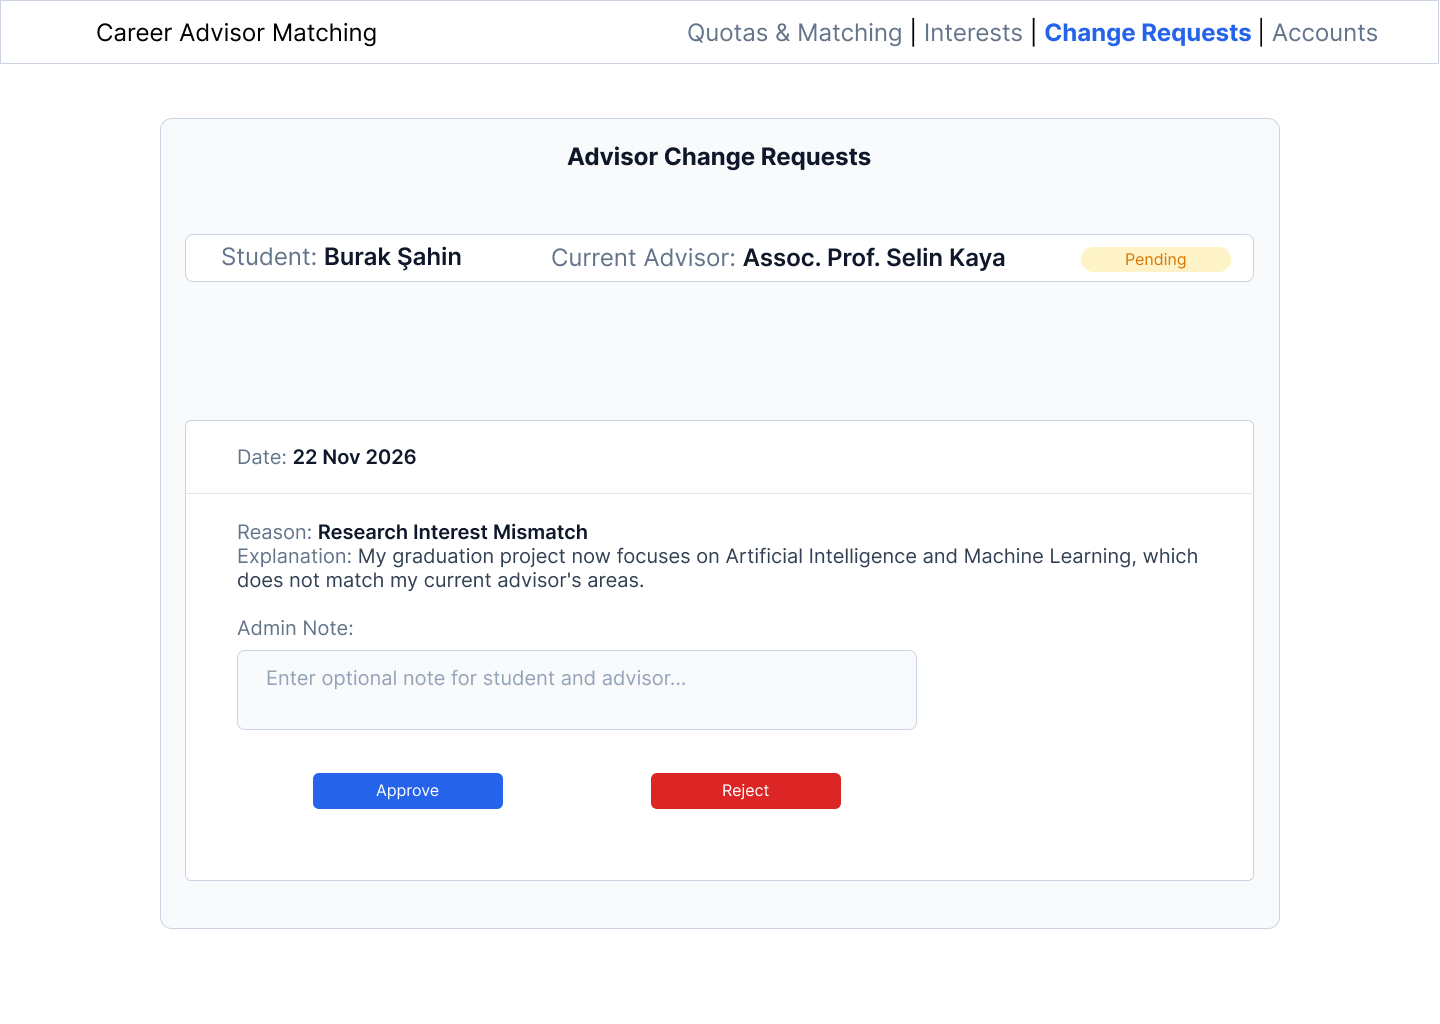 Career Advisor Matching
Quotas & Matching | Interests | Change Requests | Accounts
Advisor Change Requests
Student: Burak Şahin
Current Advisor: Assoc. Prof. Selin Kaya
Pending
Date: 22 Nov 2026
Reason: Research Interest Mismatch
Explanation: My graduation project now focuses on Artificial Intelligence and Machine Learning, which
does not match my current advisor's areas.
Admin Note:
Enter optional note for student and advisor...
Approve
Reject